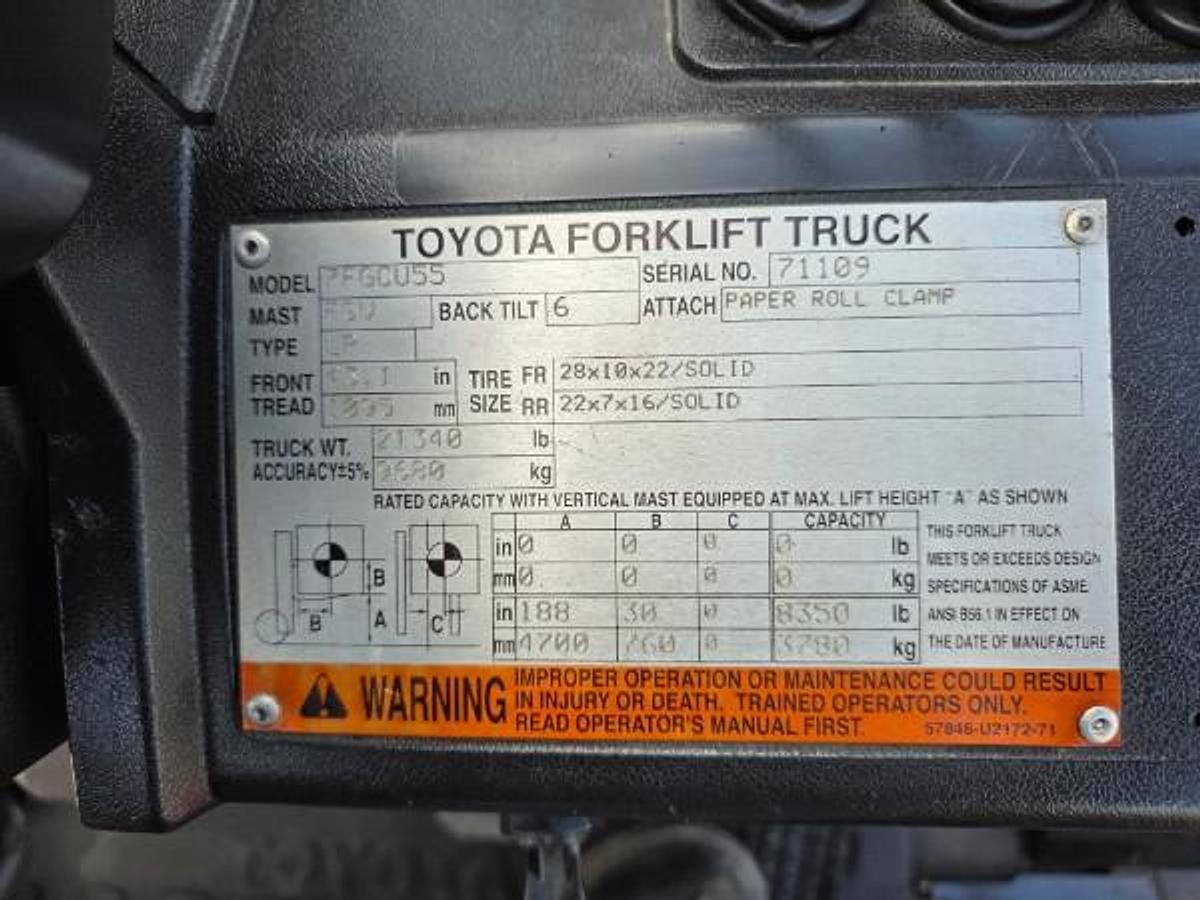 TOYOTA FORKLIFT TRUCK
MODEL 7FGCU55 SERIAL NO. 71109
MAST BACK TILT 6 ATTACH PAPER ROLL CLAMP
TYPE LP
FRONT in TIRE FR 28x10x22/SOLID
TREAD mm SIZE RR 22x7x16/SOLID
TRUCK WT. 21340 lb
ACCURACY±5% 9680 kg
RATED CAPACITY WITH VERTICAL MAST EQUIPPED AT MAX. LIFT HEIGHT "A" AS SHOWN
A B C CAPACITY
in 0 0 0 0 lb
mm 0 0 0 0 kg
in 188 30 0 8350 lb
mm 4700 760 0 3780 kg
B B A C
THIS FORKLIFT TRUCK
MEETS OR EXCEEDS DESIGN
SPECIFICATIONS OF ASME
ANSI B56.1 IN EFFECT ON
THE DATE OF MANUFACTURE
WARNING
IMPROPER OPERATION OR MAINTENANCE COULD RESULT
IN INJURY OR DEATH. TRAINED OPERATORS ONLY.
READ OPERATOR'S MANUAL FIRST.
57846-U2172-71